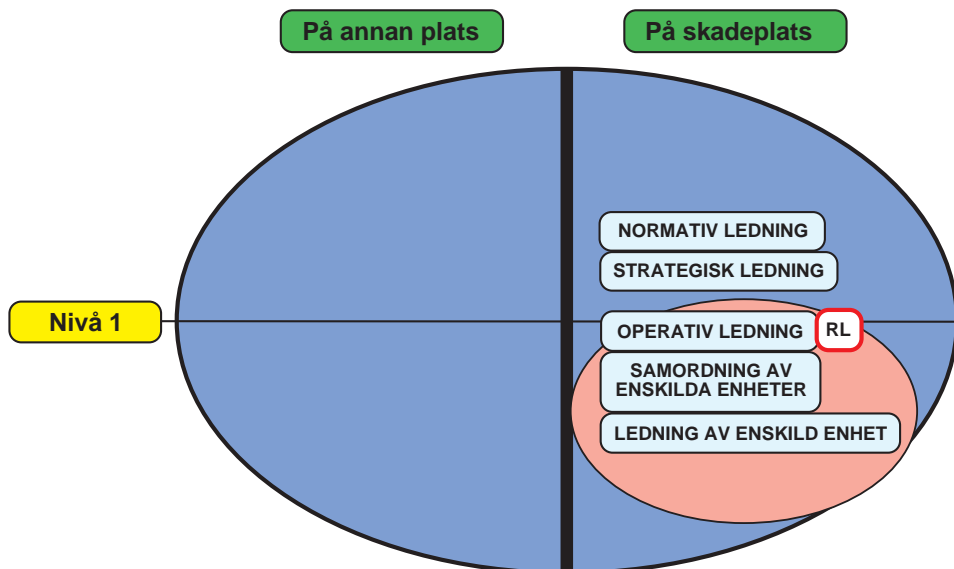 På annan plats
På skadeplats
NORMATIV LEDNING
STRATEGISK LEDNING
Nivå 1
OPERATIV LEDNING
RL
SAMORDNING AV
ENSKILDA ENHETER
LEDNING AV ENSKILD ENHET